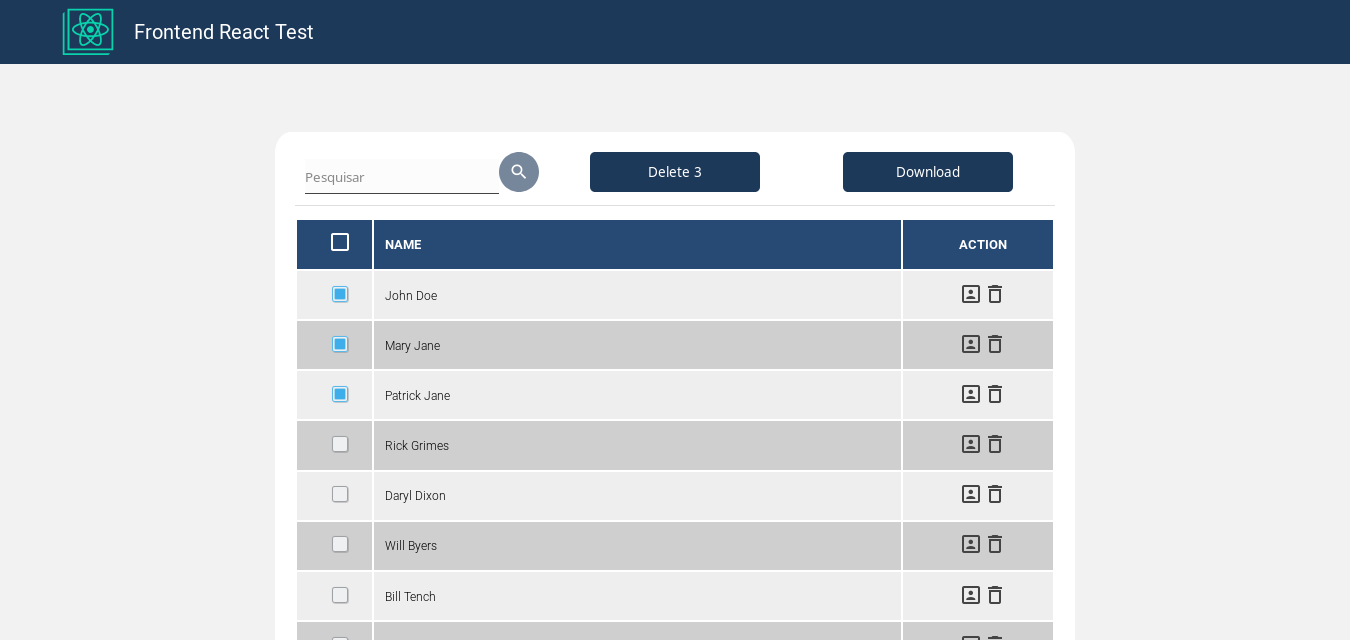 Frontend React Test
Pesquisar
Delete 3
Download
NAME
ACTION
John Doe
Mary Jane
Patrick Jane
Rick Grimes
Daryl Dixon
Will Byers
Bill Tench